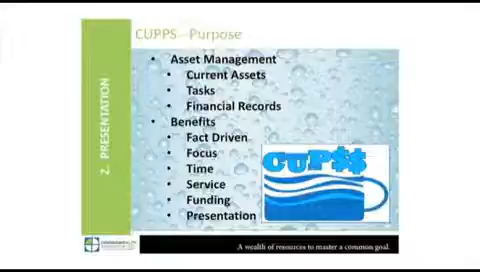 CUPPS - Purpose
2. PRESENTATION
• Asset Management
• Current Assets
• Tasks
• Financial Records
• Benefits
• Fact Driven
• Focus
• Time
• Service
• Funding
• Presentation
CUP$$
A wealth of resources to master a common goal.